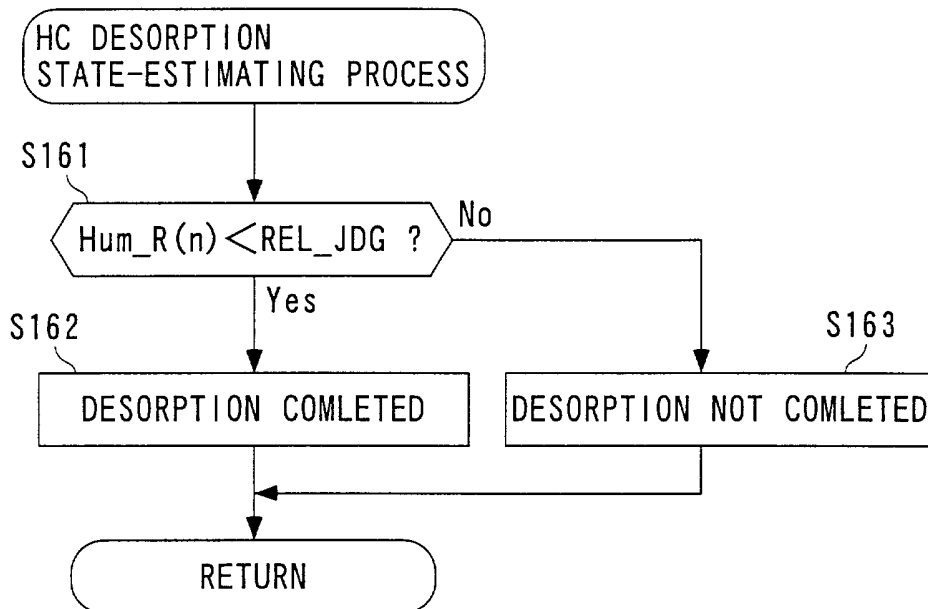 HC DESORPTION
STATE-ESTIMATING PROCESS
S161
Hum_R(n)<REL_JDG ?
No
Yes
S162
S163
DESORPTION COMLETED
DESORPTION NOT COMLETED
RETURN